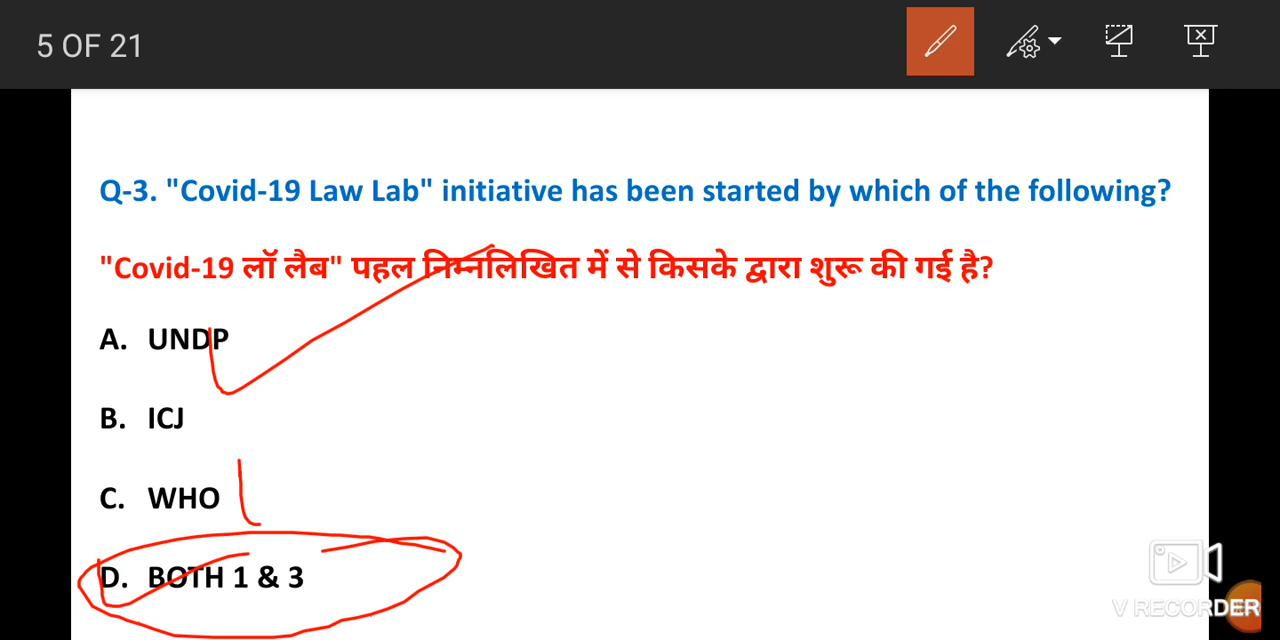 5 OF 21
Q-3. "Covid-19 Law Lab" initiative has been started by which of the following?
"Covid-19 लॉ लैब" पहल निम्नलिखित में से किसके द्वारा शुरू की गई है?
A. UNDP
B. ICJ
C. WHO
D. BOTH 1 & 3
V RECORDER